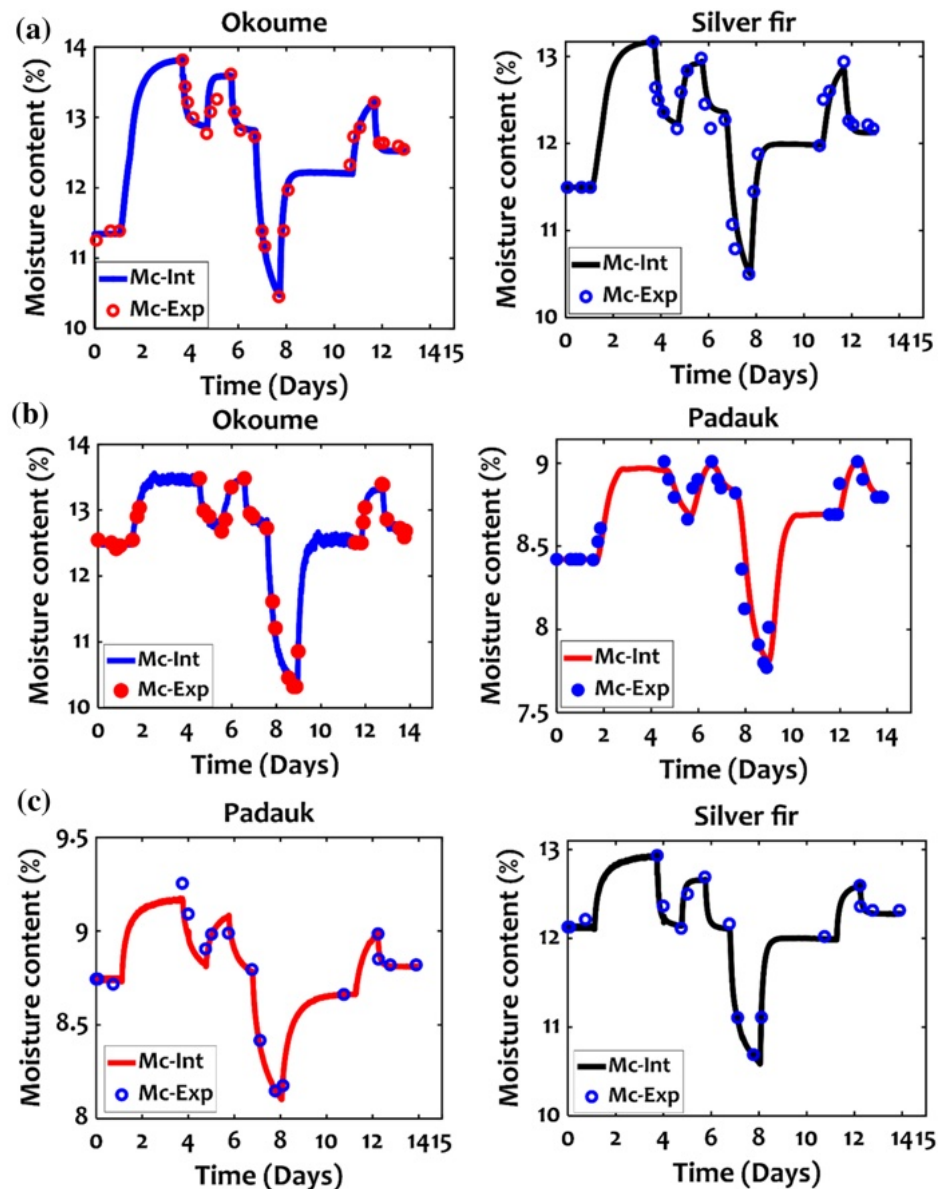 (a)
Okoume
Moisture content (%)
14
13
12
11
10
Mc-Int
Mc-Exp
0 2 4 6 8 10 12 1415
Time (Days)
Silver fir
Moisture content (%)
13
12
11
10
Mc-Int
Mc-Exp
0 2 4 6 8 10 12 1415
Time (Days)
(b)
Okoume
Moisture content (%)
14
13
12
11
10
Mc-Int
Mc-Exp
0 2 4 6 8 10 12 14
Time (Days)
Padauk
Moisture content (%)
9
8.5
8
7.5
Mc-Int
Mc-Exp
0 2 4 6 8 10 12 14
Time (Days)
(c)
Padauk
Moisture content (%)
9.5
9
8.5
8
Mc-Int
Mc-Exp
0 2 4 6 8 10 12 1415
Time (Days)
Silver fir
Moisture content (%)
13
12
11
10
Mc-Int
Mc-Exp
0 2 4 6 8 10 12 1415
Time (Days)